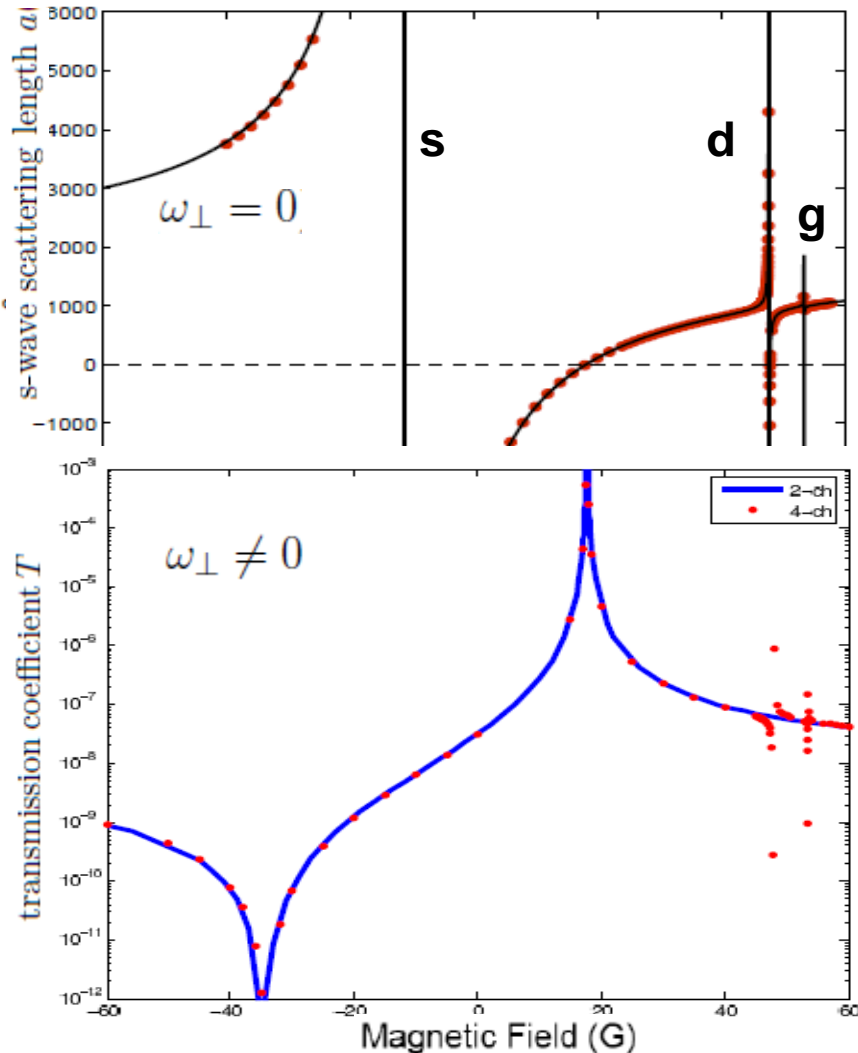 s-wave scattering length a
6000
5000
4000
3000
2000
1000
0
−1000
s
d
g
ω⊥ = 0
transmission coefficient T
10⁻³
10⁻⁴
10⁻⁵
10⁻⁶
10⁻⁷
10⁻⁸
10⁻⁹
10⁻¹⁰
10⁻¹¹
10⁻¹²
ω⊥ ≠ 0
2-ch
4-ch
−60
−40
−20
0
20
40
60
Magnetic Field (G)